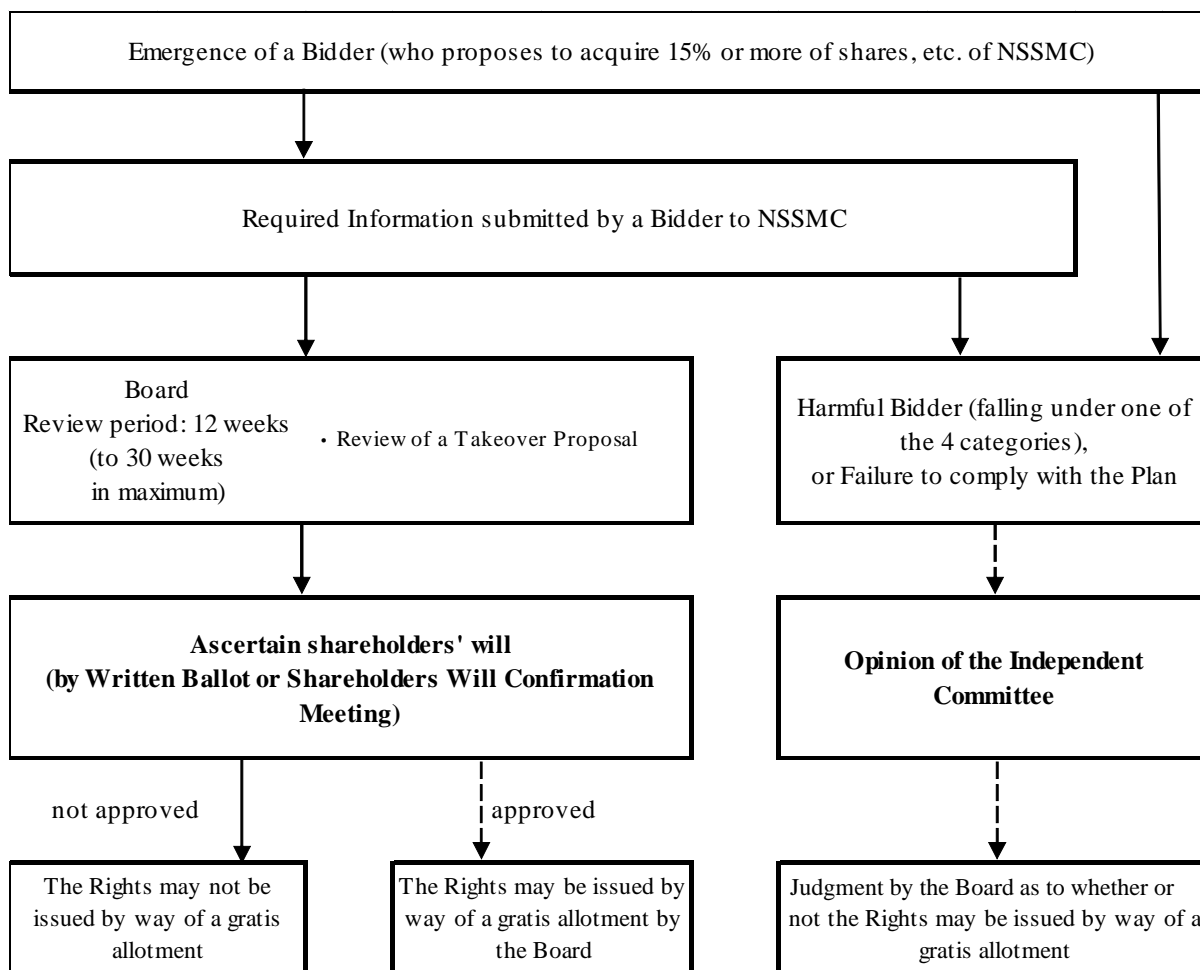 Emergence of a Bidder (who proposes to acquire 15% or more of shares, etc. of NSSMC)
Required Information submitted by a Bidder to NSSMC
Board
Review period: 12 weeks
(to 30 weeks
in maximum)
・Review of a Takeover Proposal
Harmful Bidder (falling under one of
the 4 categories),
or Failure to comply with the Plan
Ascertain shareholders' will
(by Written Ballot or Shareholders Will Confirmation
Meeting)
Opinion of the Independent
Committee
not approved
approved
The Rights may not be
issued by way of a gratis
allotment
The Rights may be issued by
way of a gratis allotment by
the Board
Judgment by the Board as to whether or
not the Rights may be issued by way of a
gratis allotment